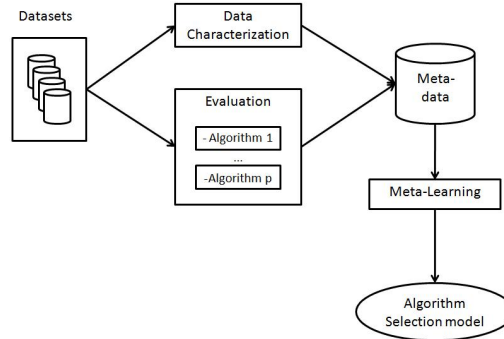 Datasets
Data
Characterization
Evaluation
- Algorithm 1
...
-Algorithm p
Meta-
data
Meta-Learning
Algorithm
Selection model